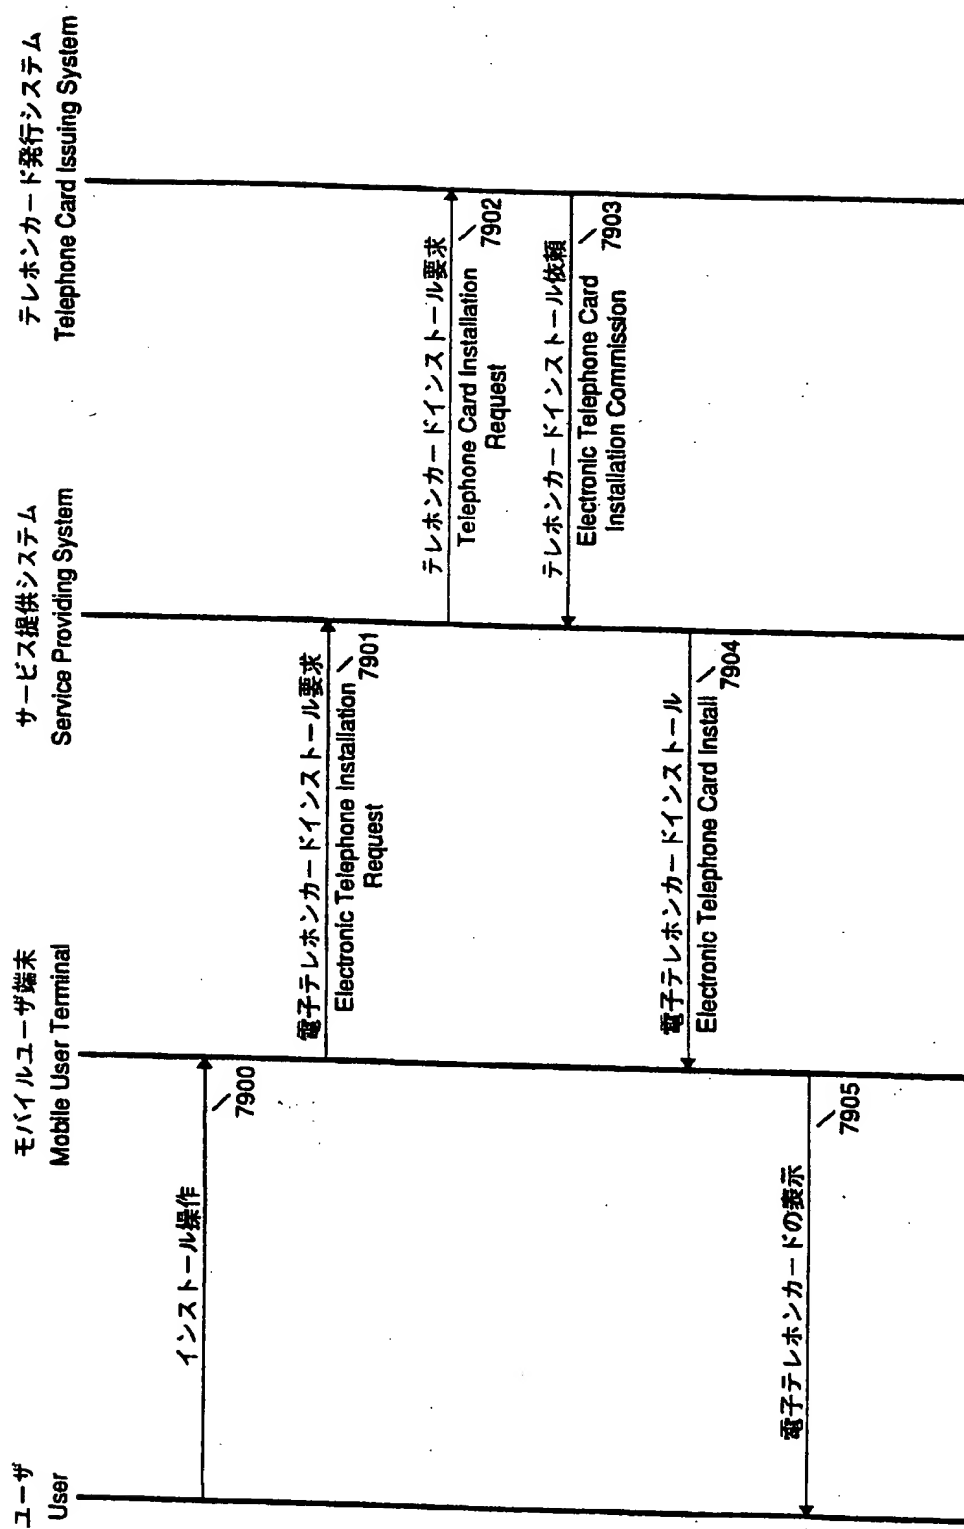 ユーザ
User
モバイルユーザ端末
Mobile User Terminal
サービス提供システム
Service Providing System
テレホンカード発行システム
Telephone Card Issuing System
インストール操作
7900
電子テレホンカードインストール要求
Electronic Telephone Installation
Request
7901
テレホンカードインストール要求
Telephone Card Installation
Request
7902
テレホンカードインストール依頼
Electronic Telephone Card
Installation Commission
7903
電子テレホンカードインストール
Electronic Telephone Card Install
7904
電子テレホンカードの表示
7905